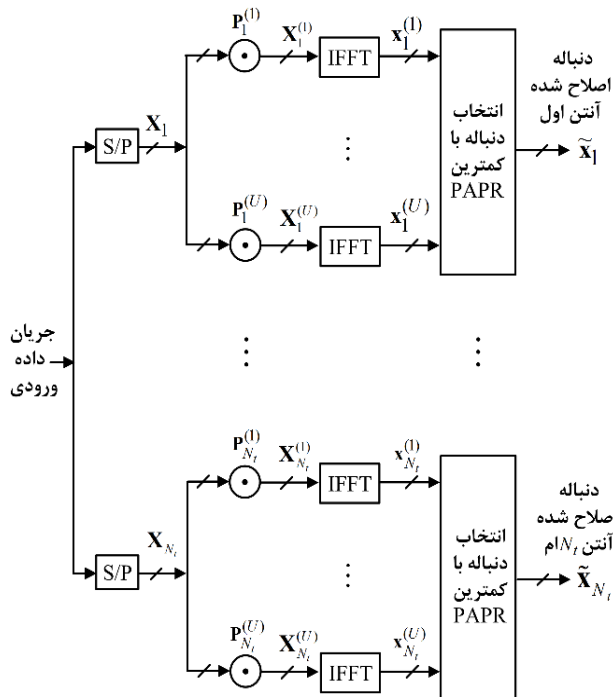 P_1^{(1)}
X_1^{(1)}
IFFT
x_1^{(1)}
X_1
S/P
P_1^{(U)}
X_1^{(U)}
IFFT
x_1^{(U)}
انتخاب
دنباله با
کمترین
PAPR
دنباله
اصلاح شده
آنتن اول
x̃_1
جریان
داده
ورودی
P_{N_t}^{(1)}
X_{N_t}^{(1)}
IFFT
x_{N_t}^{(1)}
X_{N_t}
S/P
P_{N_t}^{(U)}
X_{N_t}^{(U)}
IFFT
x_{N_t}^{(U)}
انتخاب
دنباله با
کمترین
PAPR
دنباله
صلاح شده
آنتن N_tام
x̃_{N_t}